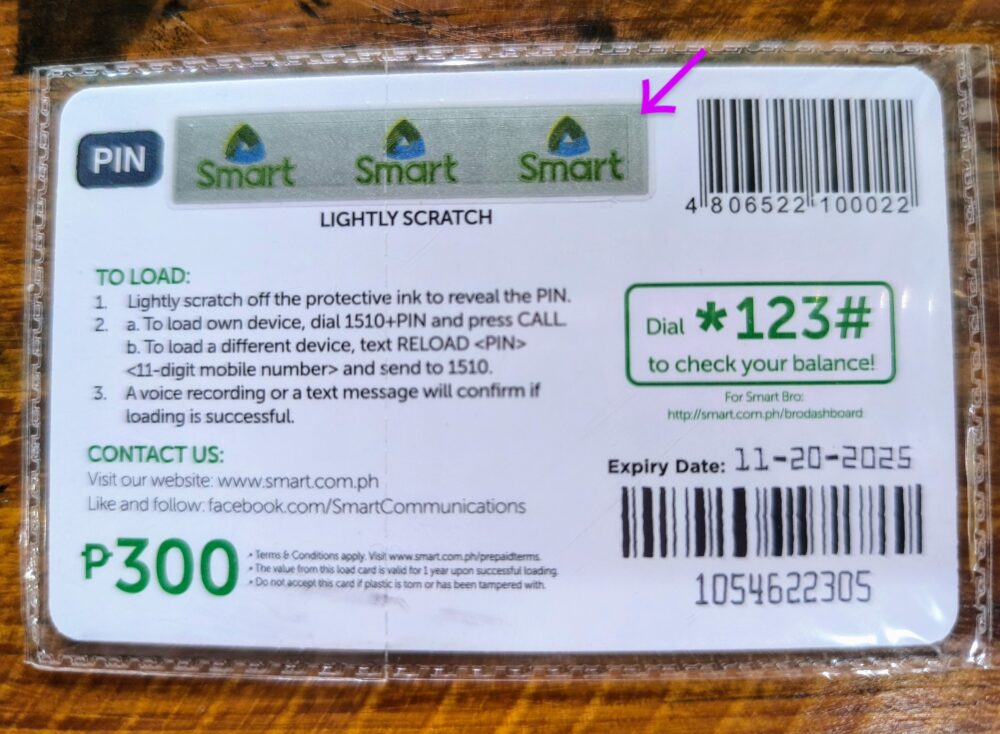 PIN
Smart Smart Smart
LIGHTLY SCRATCH
4 806522 100022
TO LOAD:
1. Lightly scratch off the protective ink to reveal the PIN.
2. a. To load own device, dial 1510+PIN and press CALL.
b. To load a different device, text RELOAD <PIN>
<11-digit mobile number> and send to 1510.
3. A voice recording or a text message will confirm if
loading is successful.
Dial *123#
to check your balance!
For Smart Bro:
http://smart.com.ph/brodashboard
CONTACT US:
Visit our website: www.smart.com.ph
Like and follow: facebook.com/SmartCommunications
Expiry Date: 11-20-2025
₱300
• Terms & Conditions apply. Visit www.smart.com.ph/prepaidterms.
• The value from this load card is valid for 1 year upon successful loading.
• Do not accept this card if plastic is torn or has been tampered with.
1054622305